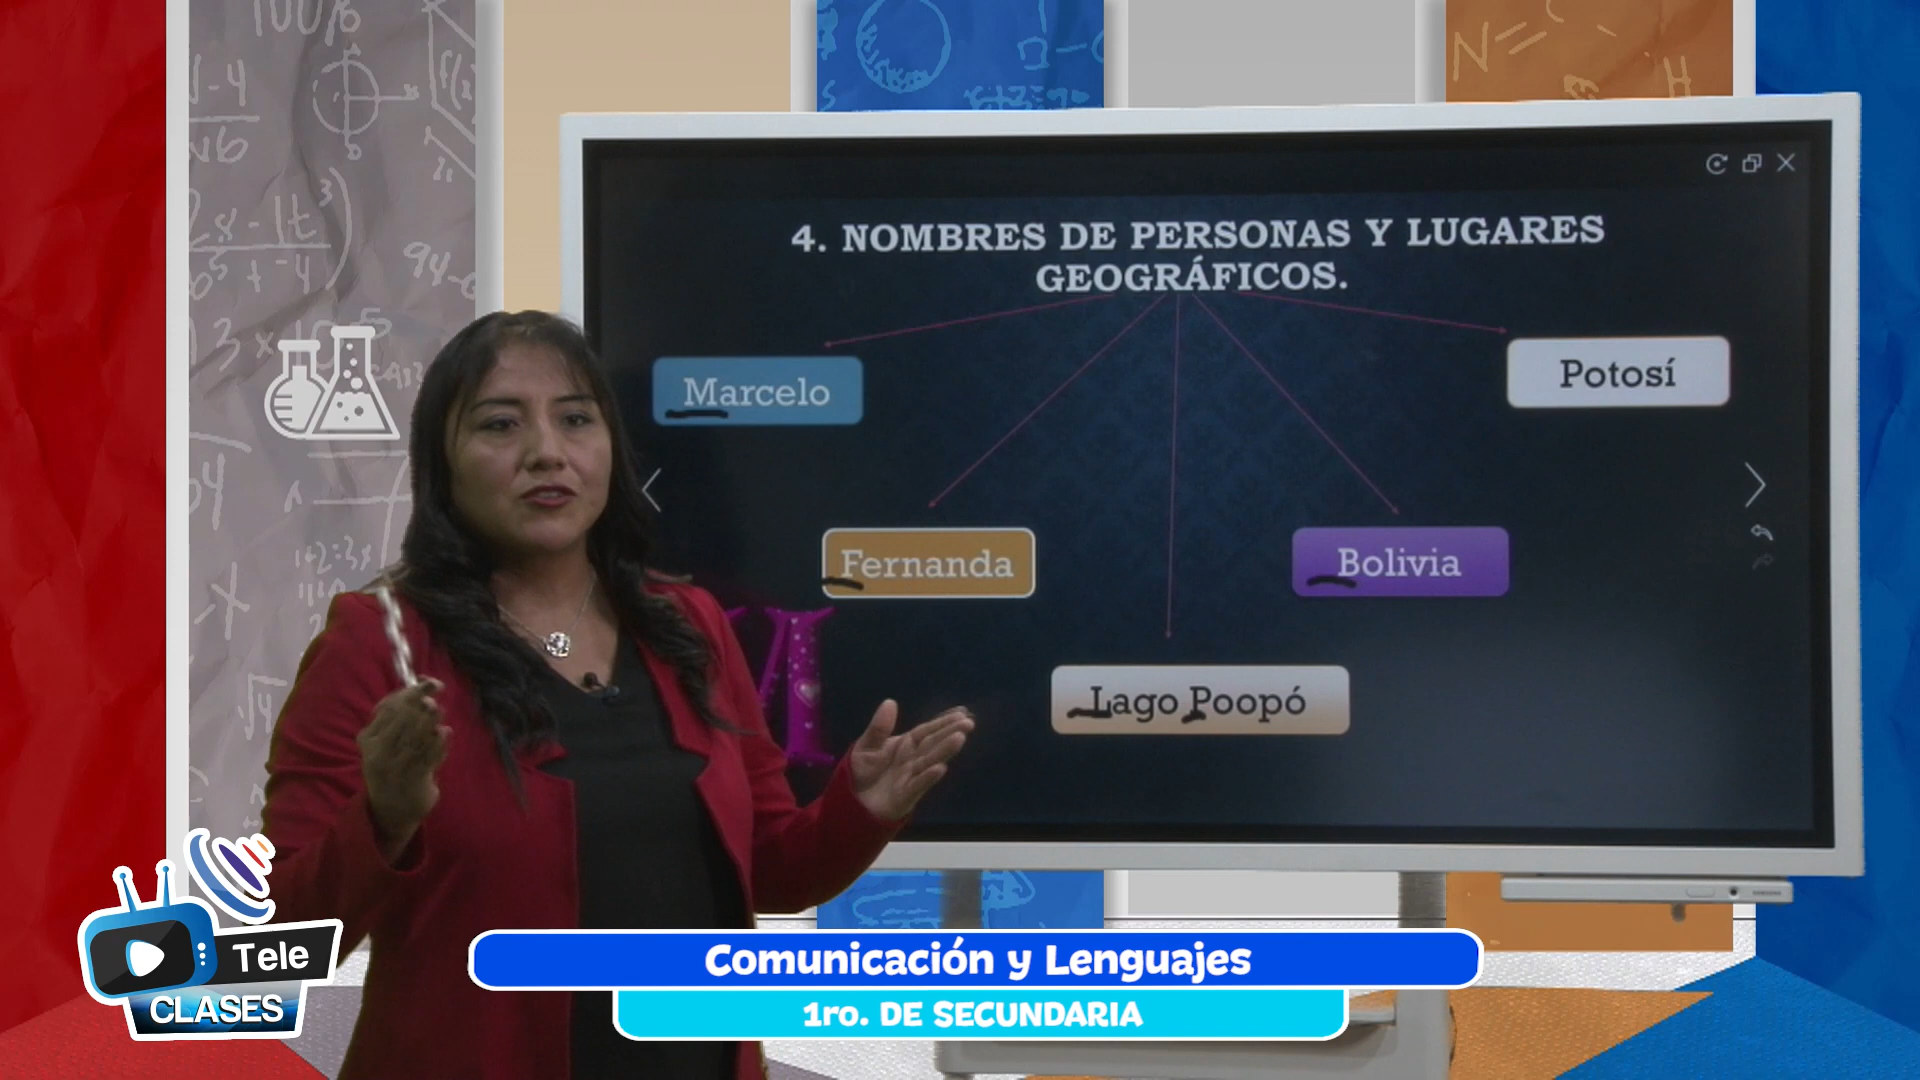 4. NOMBRES DE PERSONAS Y LUGARES
GEOGRÁFICOS.
Marcelo
Potosí
Fernanda
Bolivia
Lago Poopó
Tele
CLASES
Comunicación y Lenguajes
1ro. DE SECUNDARIA